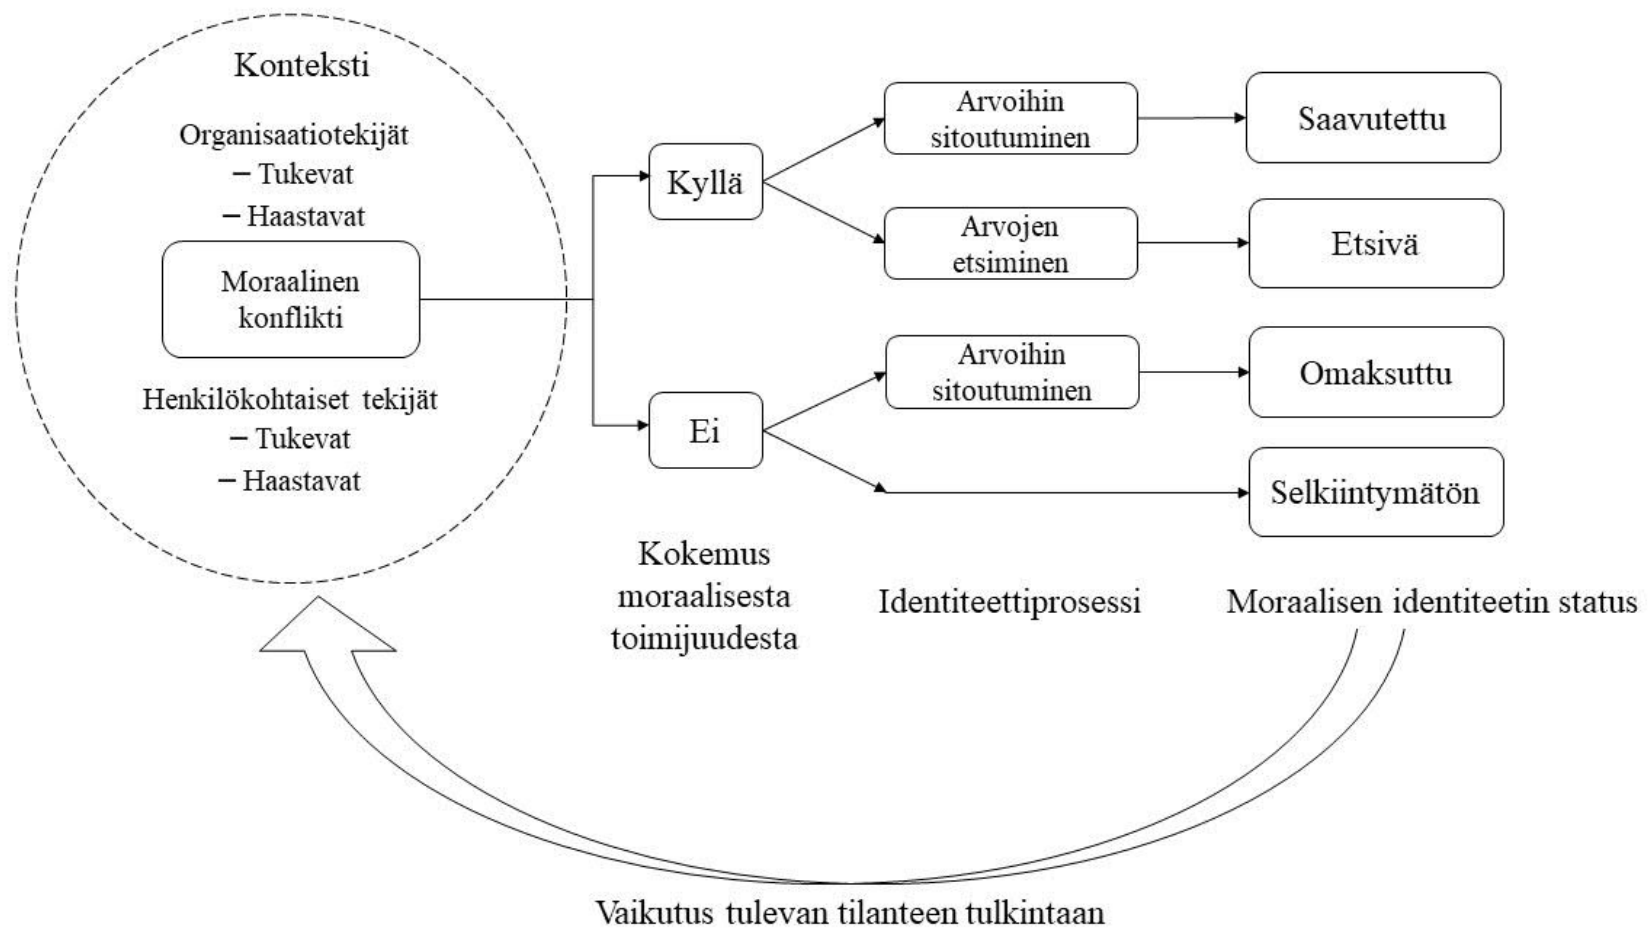 Konteksti
Organisaatiotekijät
– Tukevat
– Haastavat
Moraalinen
konflikti
Henkilökohtaiset tekijät
– Tukevat
– Haastavat
Kyllä
Ei
Kokemus
moraalisesta
toimijuudesta
Arvoihin
sitoutuminen
Arvojen
etsiminen
Arvoihin
sitoutuminen
Identiteettiprosessi
Saavutettu
Etsivä
Omaksuttu
Selkiintymätön
Moraalisen identiteetin status
Vaikutus tulevan tilanteen tulkintaan